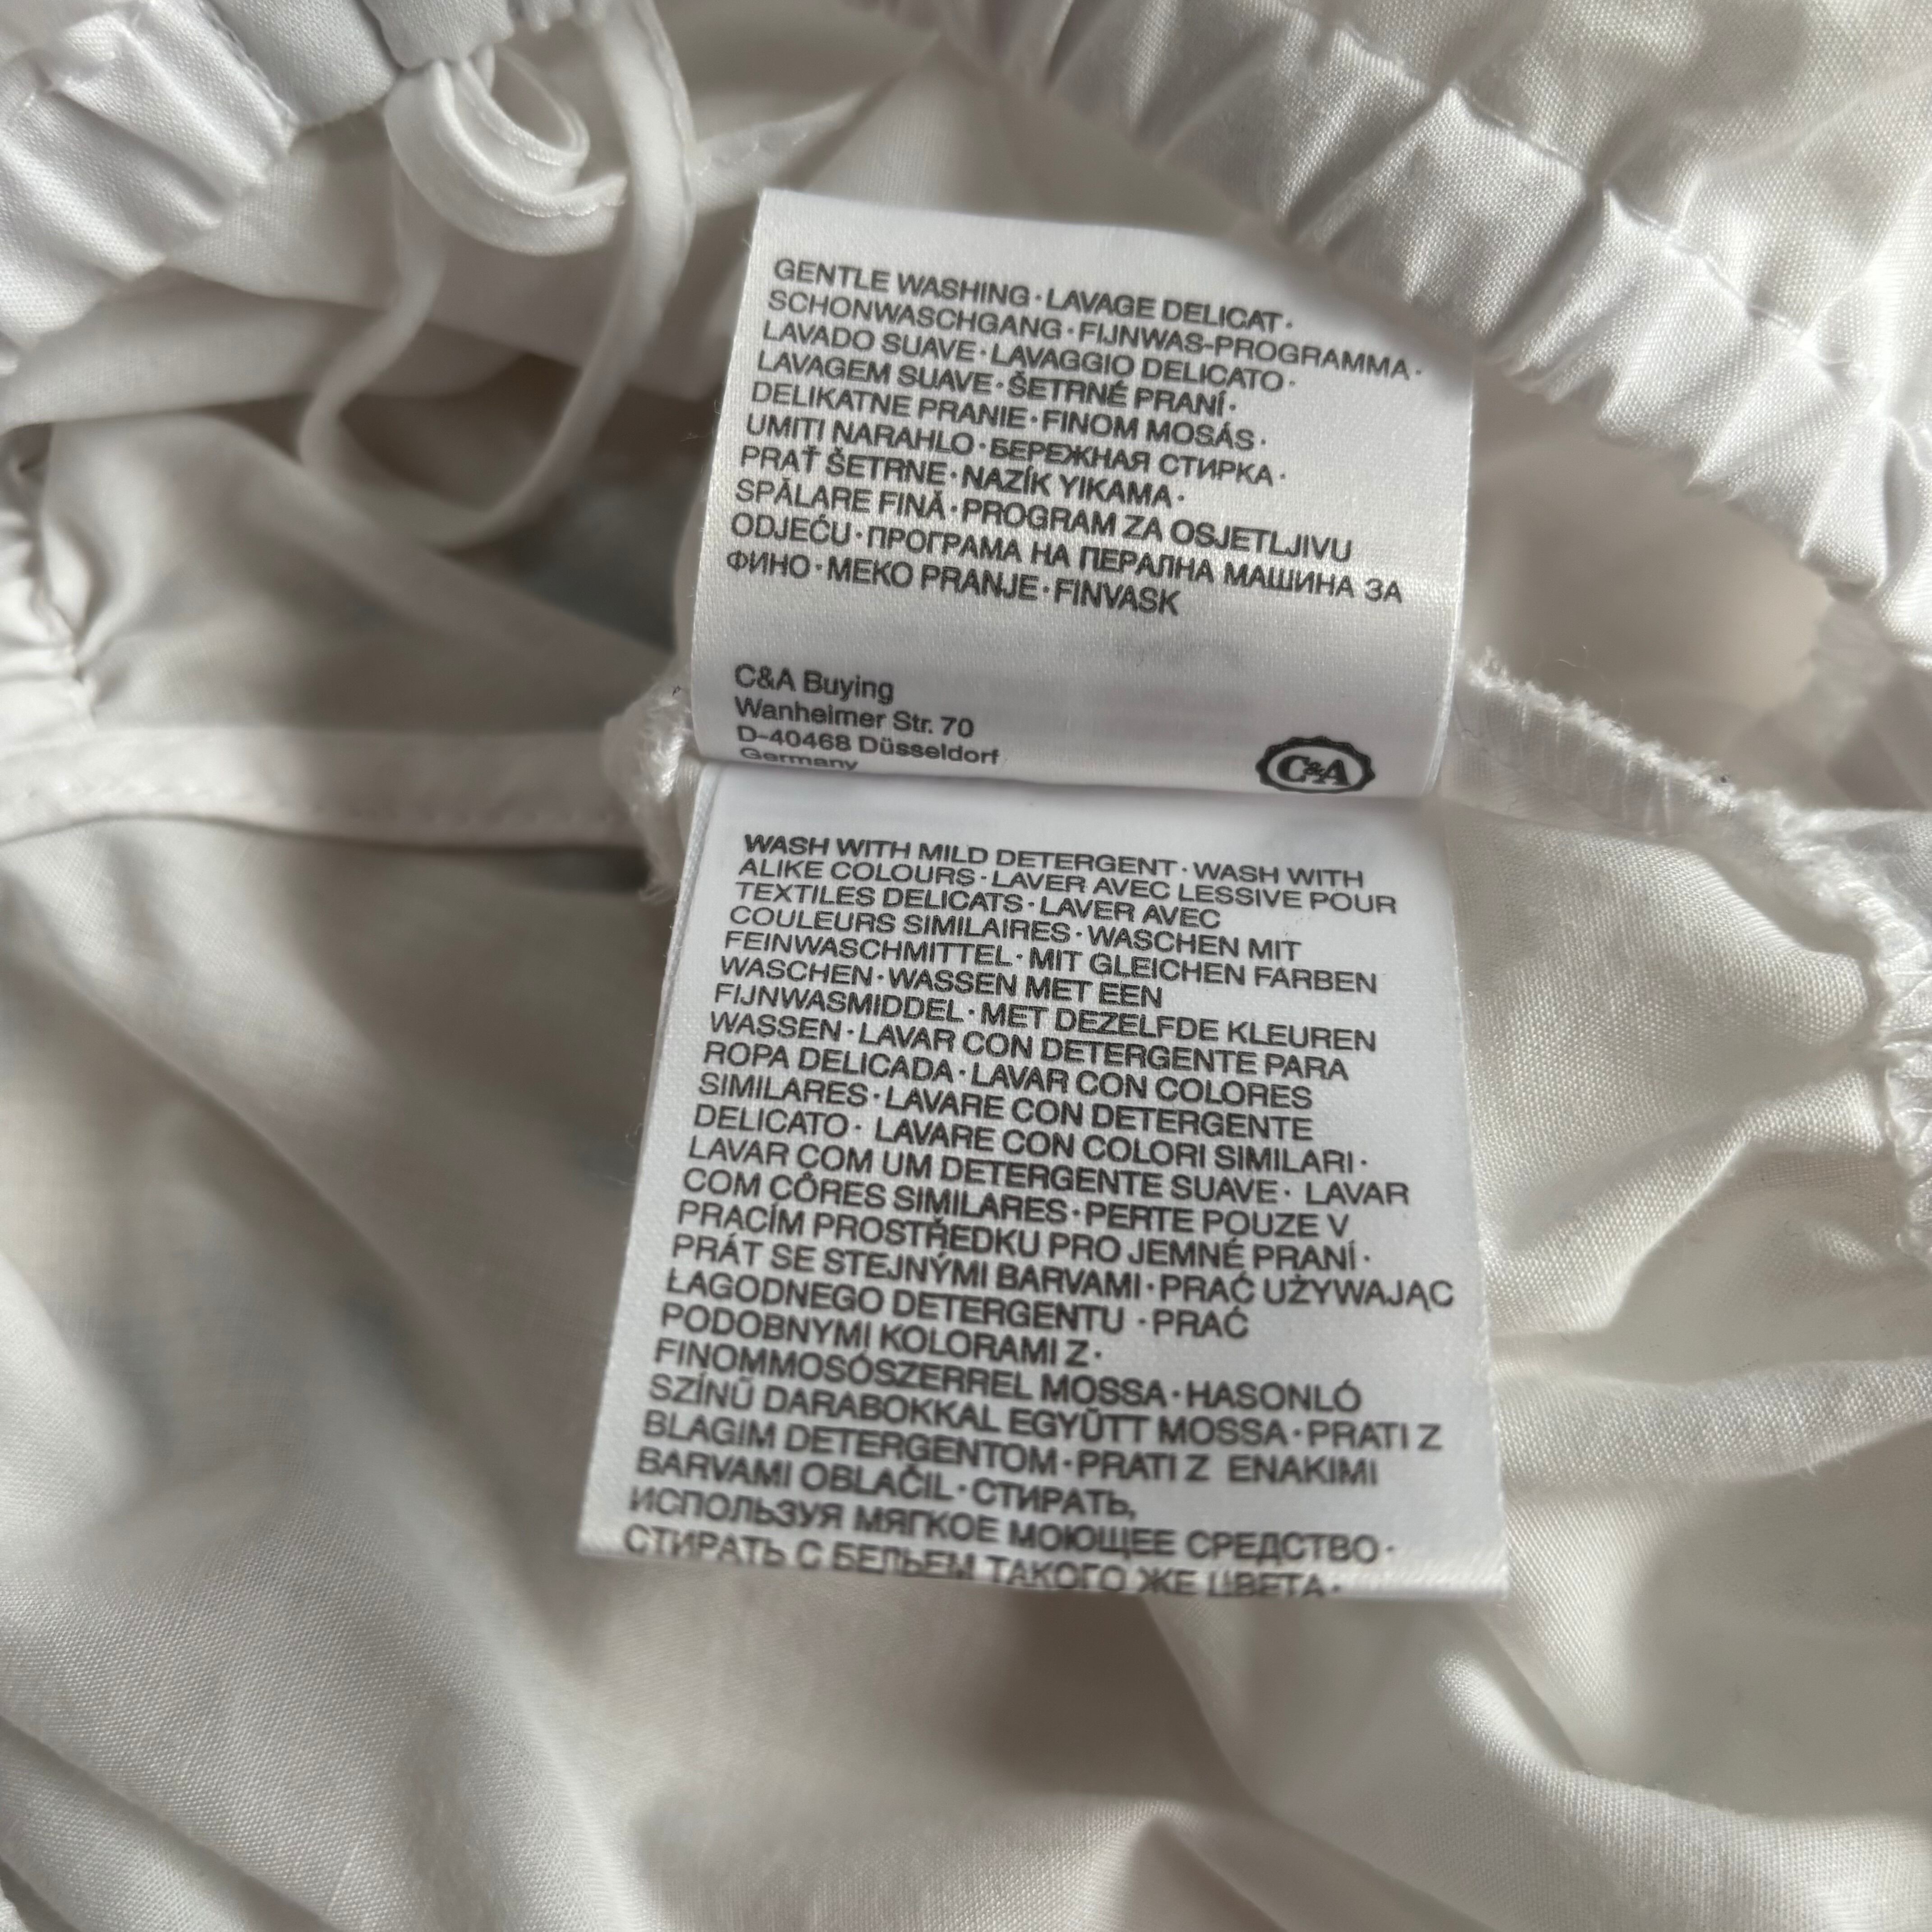 GENTLE WASHING · LAVAGE DELICAT ·
SCHONWASCHGANG · FIJNWAS-PROGRAMMA ·
LAVADO SUAVE · LAVAGGIO DELICATO ·
LAVAGEM SUAVE · ŠETRNÉ PRANÍ ·
DELIKATNE PRANIE · FINOM MOSÁS ·
UMITI NARAHLO · БЕРЕЖНАЯ СТИРКА ·
PRAŤ ŠETRNE · NAZÍK YIKAMA ·
SPĂLARE FINĂ · PROGRAM ZA OSJETLJIVU
ODJEĆU · ПРОГРАМА НА ПЕРАЛНА МАШИНА ЗА
ФИНО · MEKO PRANJE · FINVASK
C&A Buying
Wanheimer Str. 70
D-40468 Düsseldorf
Germany
C&A
WASH WITH MILD DETERGENT · WASH WITH
ALIKE COLOURS · LAVER AVEC LESSIVE POUR
TEXTILES DELICATS · LAVER AVEC
COULEURS SIMILAIRES · WASCHEN MIT
FEINWASCHMITTEL · MIT GLEICHEN FARBEN
WASCHEN · WASSEN MET EEN
FIJNWASMIDDEL · MET DEZELFDE KLEUREN
WASSEN · LAVAR CON DETERGENTE PARA
ROPA DELICADA · LAVAR CON COLORES
SIMILARES · LAVARE CON DETERGENTE
DELICATO · LAVARE CON COLORI SIMILARI ·
LAVAR COM UM DETERGENTE SUAVE · LAVAR
COM CÔRES SIMILARES · PERTE POUZE V
PRACÍM PROSTŘEDKU PRO JEMNÉ PRANÍ ·
PRÁT SE STEJNÝMI BARVAMI · PRAĆ UŻYWAJĄC
ŁAGODNEGO DETERGENTU · PRAĆ
PODOBNYMI KOLORAMI Z ·
FINOMMOSÓSZERREL MOSSA · HASONLÓ
SZÍNŰ DARABOKKAL EGYÜTT MOSSA · PRATI Z
BLAGIM DETERGENTOM · PRATI Z ENAKIMI
BARVAMI OBLAČIL · СТИРАТЬ,
ИСПОЛЬЗУЯ МЯГКОЕ МОЮЩЕЕ СРЕДСТВО ·
СТИРАТЬ С БЕЛЬЕМ ТАКОГО ЖЕ ЦВЕТА ·